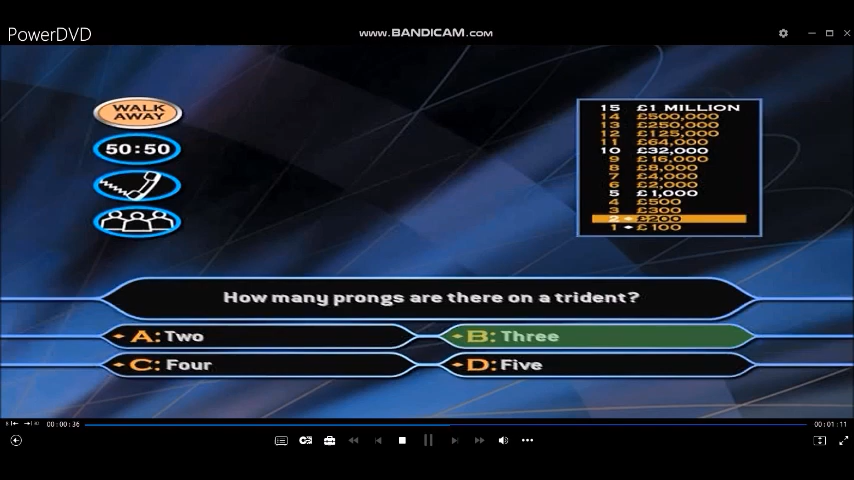 PowerDVD
www.BANDICAM.com
WALK
AWAY
50:50
15 £1 MILLION
14 £500,000
13 £250,000
12 £125,000
11 £64,000
10 £32,000
9 £16,000
8 £8,000
7 £4,000
6 £2,000
5 £1,000
4 £500
3 £300
2 £200
1 £100
How many prongs are there on a trident?
A: Two
B: Three
C: Four
D: Five
00:00:36
00:01:11